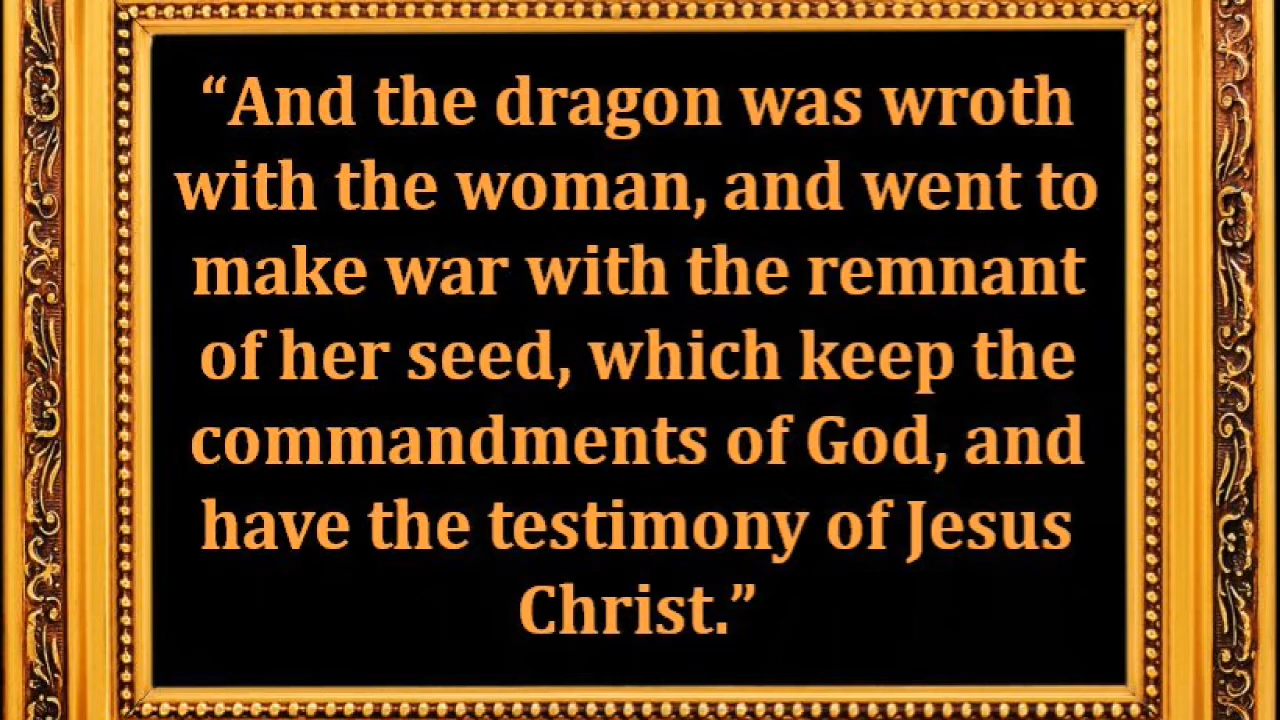 “And the dragon was wroth
with the woman, and went to
make war with the remnant
of her seed, which keep the
commandments of God, and
have the testimony of Jesus
Christ.”